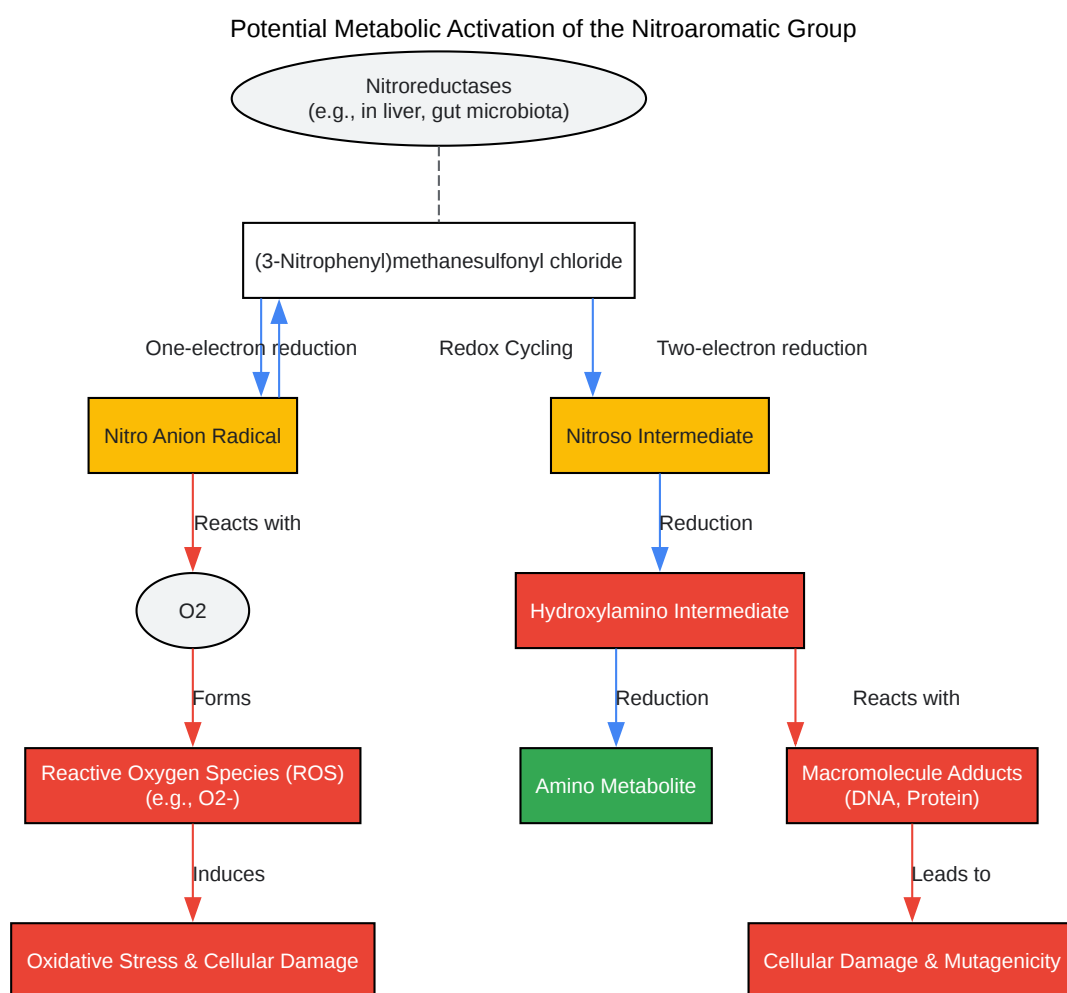 Potential Metabolic Activation of the Nitroaromatic Group
Nitroreductases
(e.g., in liver, gut microbiota)
(3-Nitrophenyl)methanesulfonyl chloride
One-electron reduction
Redox Cycling
Two-electron reduction
Nitro Anion Radical
Nitroso Intermediate
Reacts with
Reduction
O2
Hydroxylamino Intermediate
Forms
Reduction
Reacts with
Reactive Oxygen Species (ROS)
(e.g., O2-)
Amino Metabolite
Macromolecule Adducts
(DNA, Protein)
Induces
Leads to
Oxidative Stress & Cellular Damage
Cellular Damage & Mutagenicity